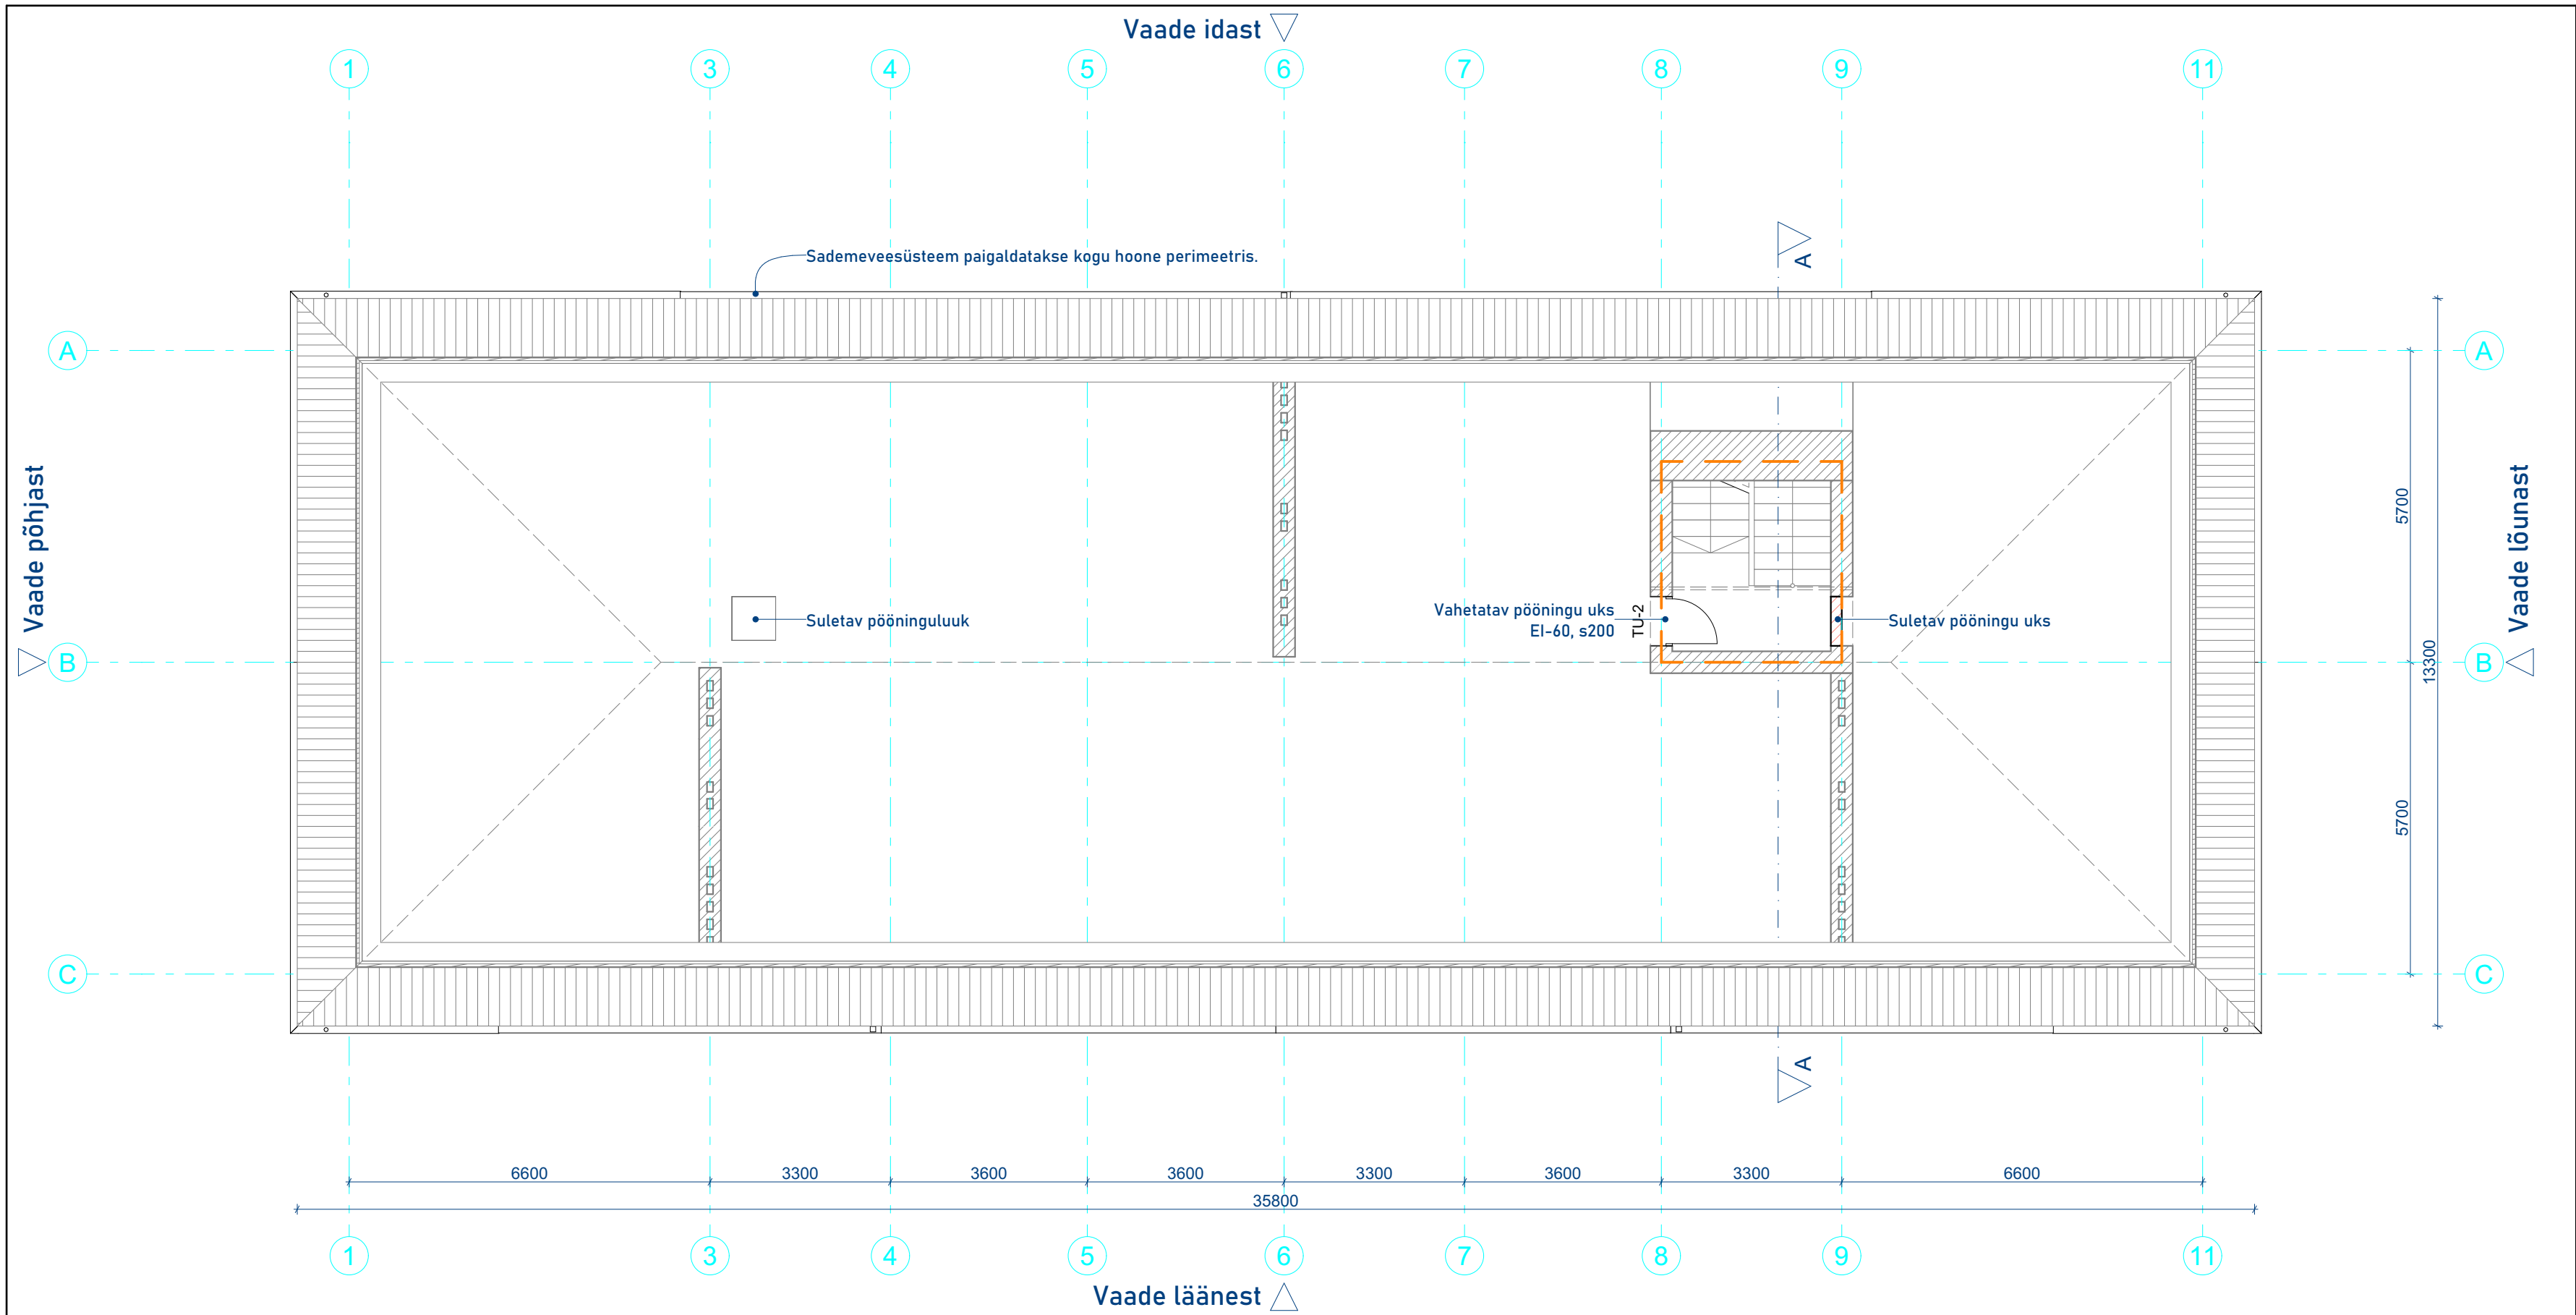 Vaade idast
1
3
4
5
6
7
8
9
11
Sademeveesüsteem paigaldatakse kogu hoone perimeetris.
A
A
A
Vaade põhjast
Vaade lõunast
5700
Suletav pööninguluuk
Vahetatav pööningu uks
EI-60, s200
TU-2
Suletav pööningu uks
B
B
13300
5700
C
C
A
6600
3300
3600
3600
3300
3600
3300
6600
35800
1
3
4
5
6
7
8
9
11
Vaade läänest